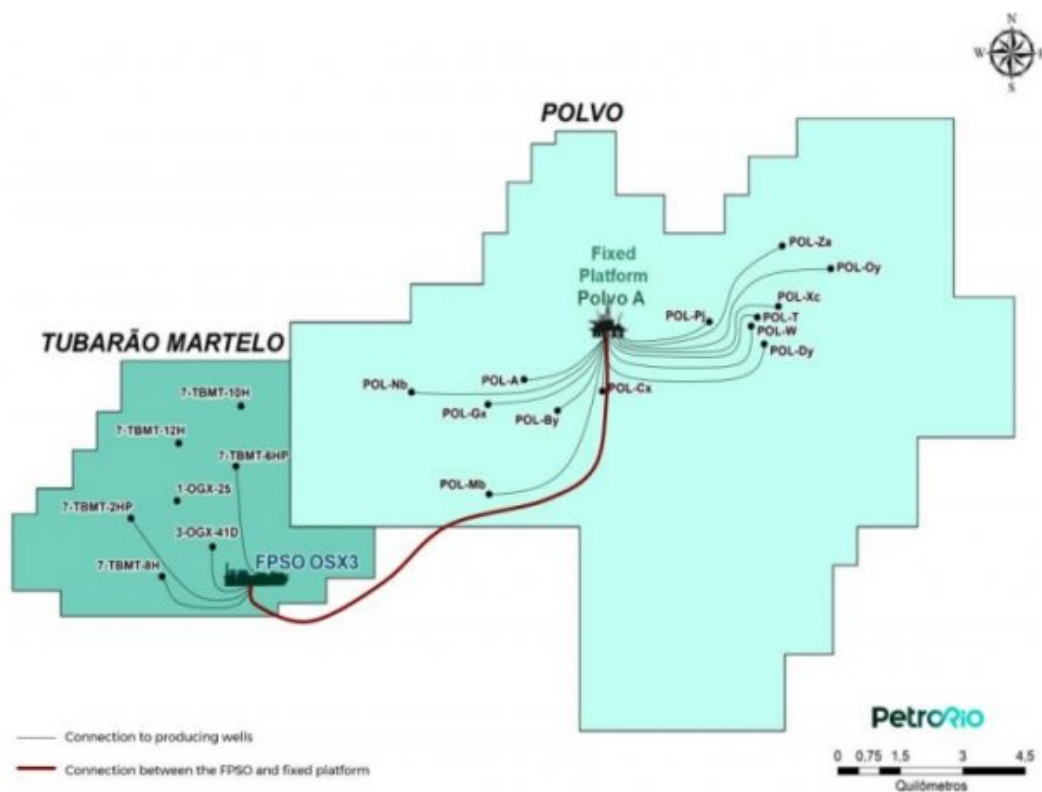 N
W
E
S
POLVO
Fixed
Platform
Polvo A
POL-Za
POL-Oy
POL-Xc
POL-Pj
POL-T
POL-W
POL-Dy
TUBARÃO MARTELO
POL-A
POL-Nb
POL-Cx
POL-Gx
POL-By
7-TBMT-10H
7-TBMT-12H
7-TBMT-6HP
POL-Mb
1-OGX-25
7-TBMT-2HP
3-OGX-41D
FPSO OSX3
7-TBMT-8H
PetroRio
Connection to producing wells
Connection between the FPSO and fixed platform
0 0,75 1,5 3 4,5
Quilômetros